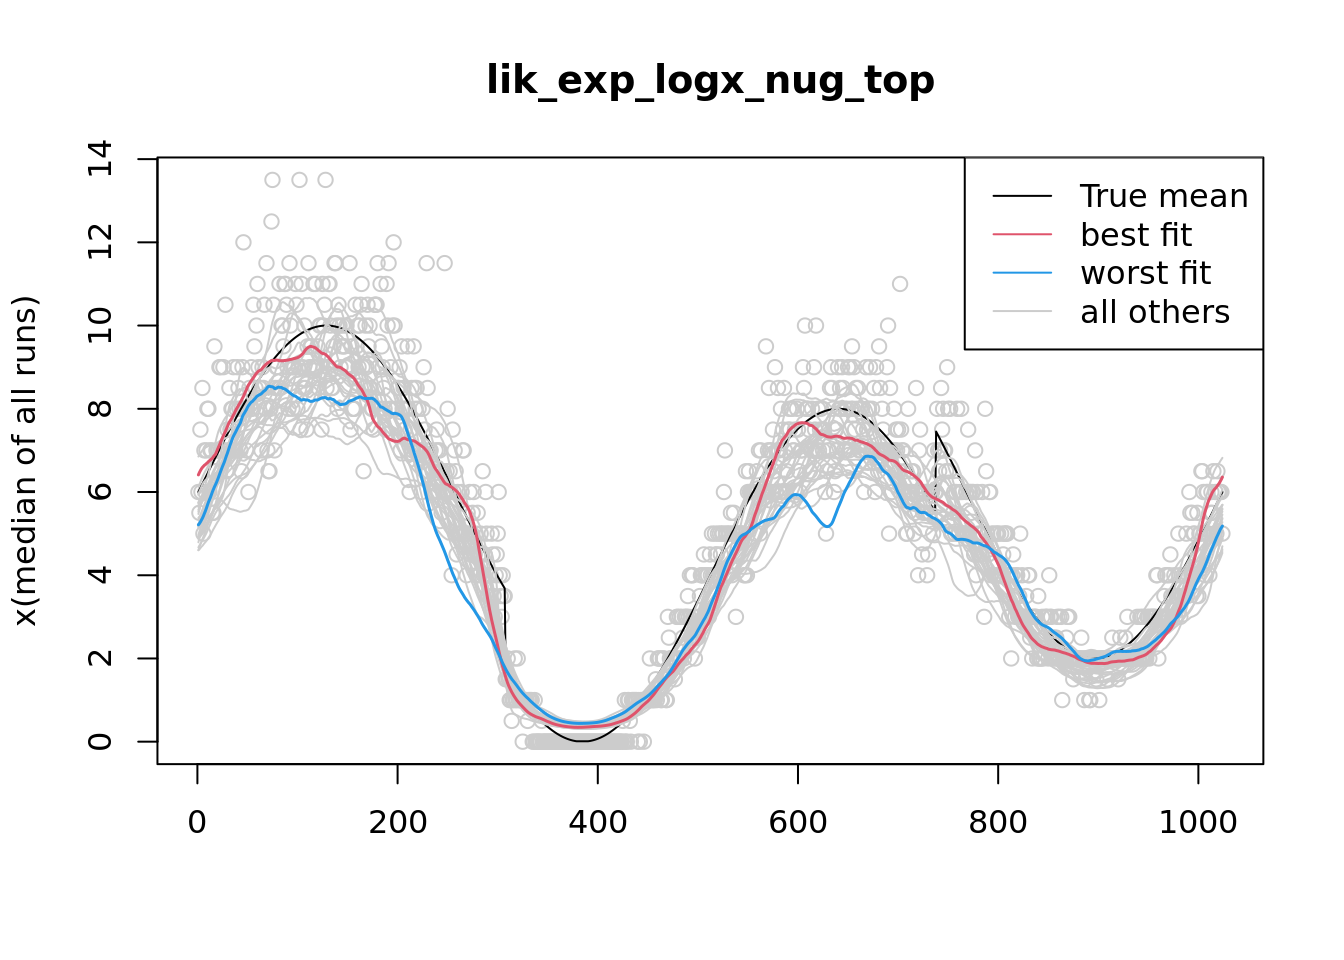 lik_exp_logx_nug_top
x(median of all runs)
14
12
10
8
6
4
2
0
True mean
best fit
worst fit
all others
0 200 400 600 800 1000